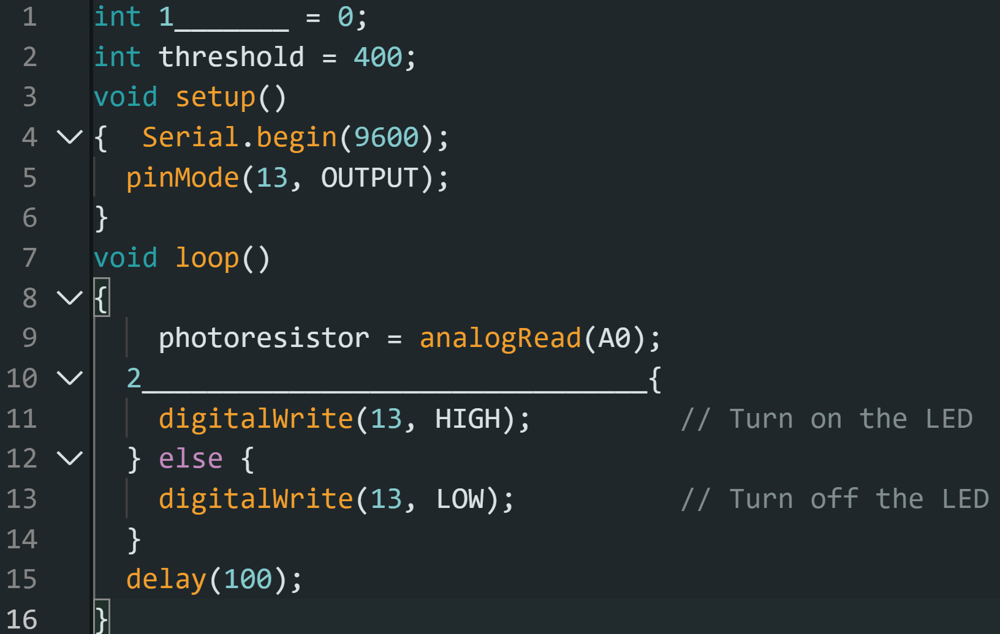 1 int 1_______ = 0;
2 int threshold = 400;
3 void setup()
4 {  Serial.begin(9600);
5   pinMode(13, OUTPUT);
6 }
7 void loop()
8 {
9     photoresistor = analogRead(A0);
10   2_______________________________{
11     digitalWrite(13, HIGH);         // Turn on the LED
12   } else {
13     digitalWrite(13, LOW);          // Turn off the LED
14   }
15   delay(100);
16 }